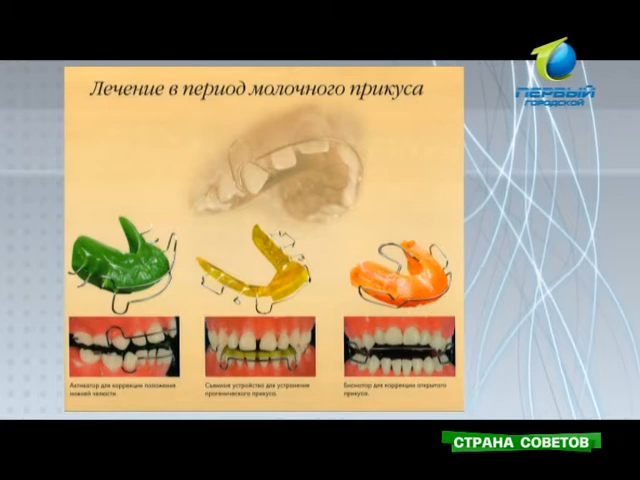 Лечение в период молочного прикуса
ПЕРВЫЙ
ГОРОДСКОЙ
Активатор для коррекции положения
нижней челюсти.
Съемное устройство для устранения
прогенического прикуса.
Бионатор для коррекции открытого
прикуса.
СТРАНА СОВЕТОВ